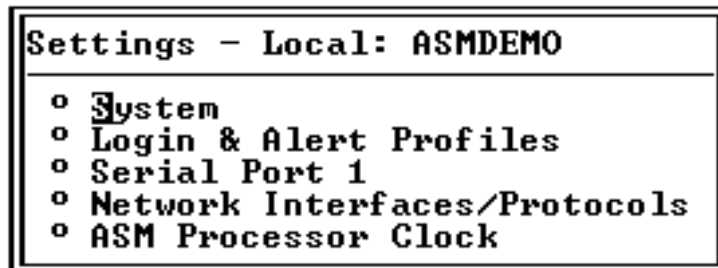 Settings - Local: ASMDEMO
° System
° Login & Alert Profiles
° Serial Port 1
° Network Interfaces/Protocols
° ASM Processor Clock